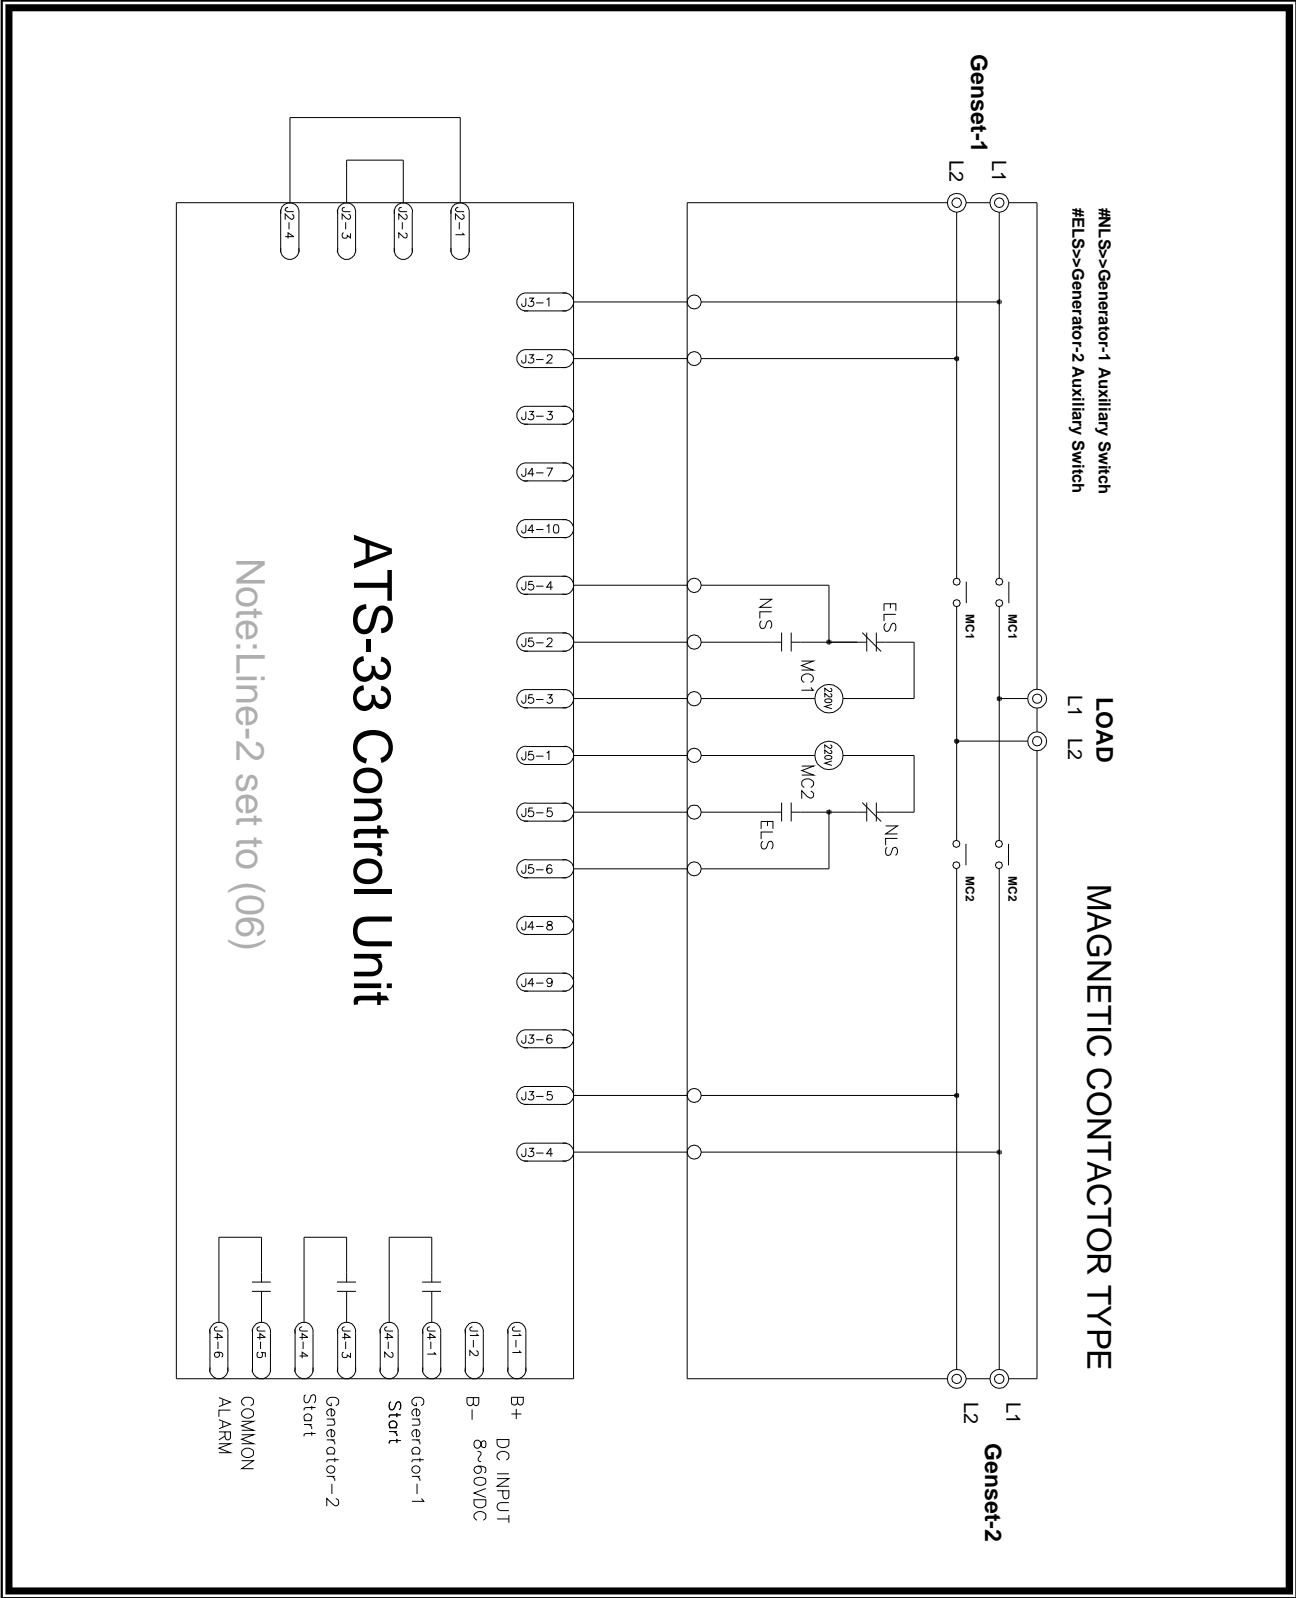 MAGNETIC CONTACTOR TYPE
#NLS>>Generator-1 Auxiliary Switch
#ELS>>Generator-2 Auxiliary Switch
LOAD
L1 L2
Genset-1
L1
L2
MC1
MC1
MC2
MC2
L1
L2
Genset-2
ELS
NLS
MC1
220V
220V
MC2
NLS
ELS
J3-1
J3-2
J3-3
J4-7
J4-10
J5-4
J5-2
J5-3
J5-1
J5-5
J5-6
J4-8
J4-9
J3-6
J3-5
J3-4
J2-1
J2-2
J2-3
J2-4
ATS-33 Control Unit
Note:Line-2 set to (06)
J1-1
B+
DC INPUT
J1-2
B-
8~60VDC
J4-1
J4-2
Generator-1
Start
J4-3
J4-4
Generator-2
Start
J4-5
J4-6
COMMON
ALARM